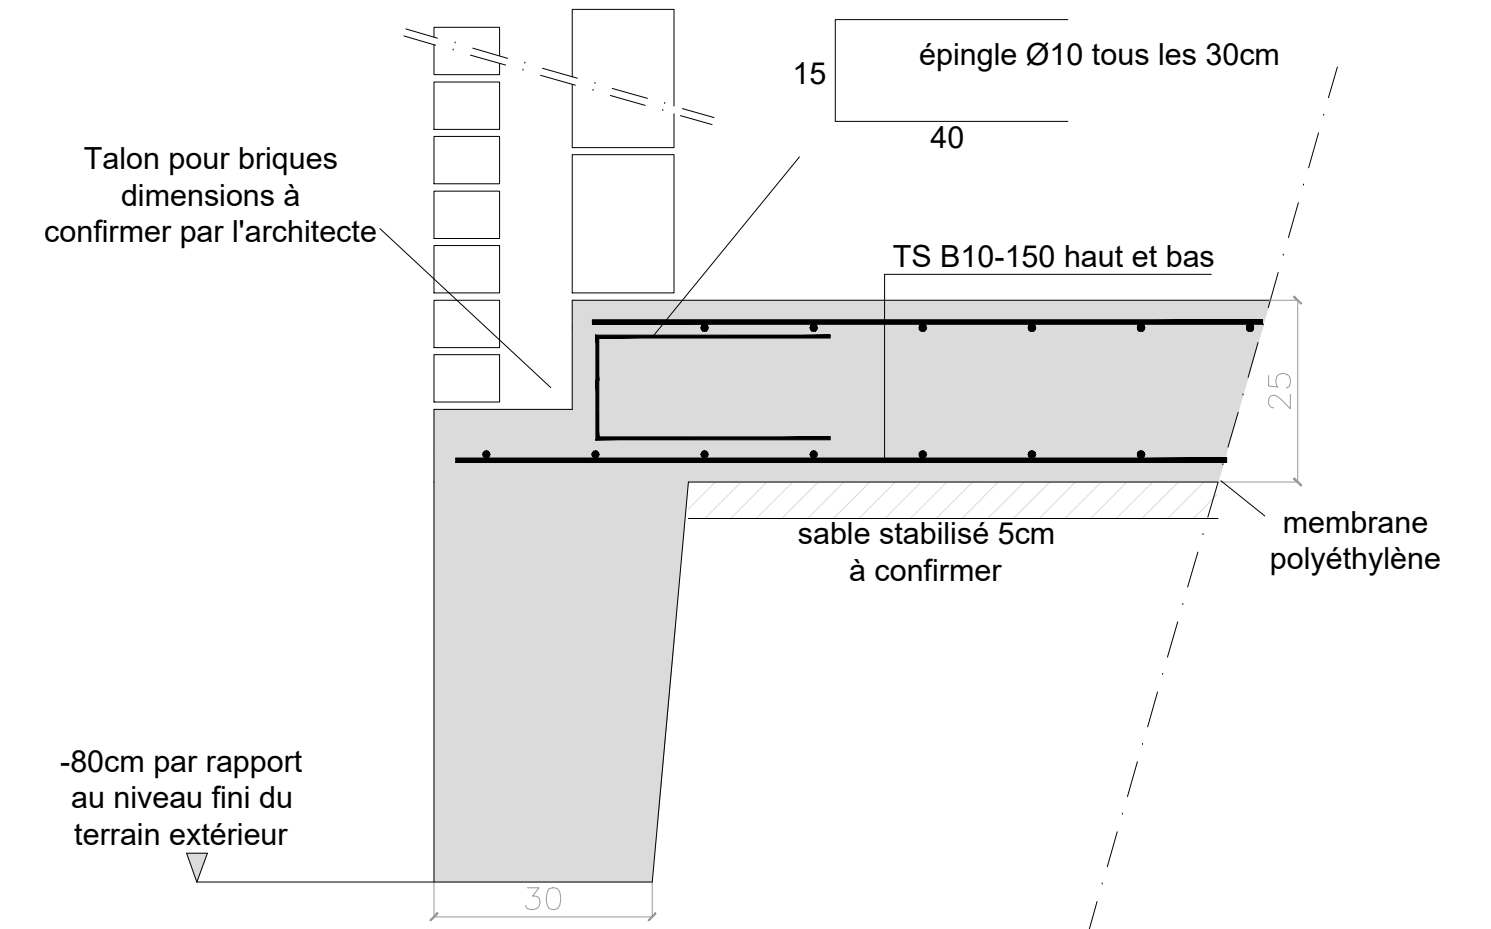 épingle Ø10 tous les 30cm
15
40
Talon pour briques
dimensions à
confirmer par l'architecte
TS B10-150 haut et bas
25
membrane
polyéthylène
sable stabilisé 5cm
à confirmer
-80cm par rapport
au niveau fini du
terrain extérieur
30